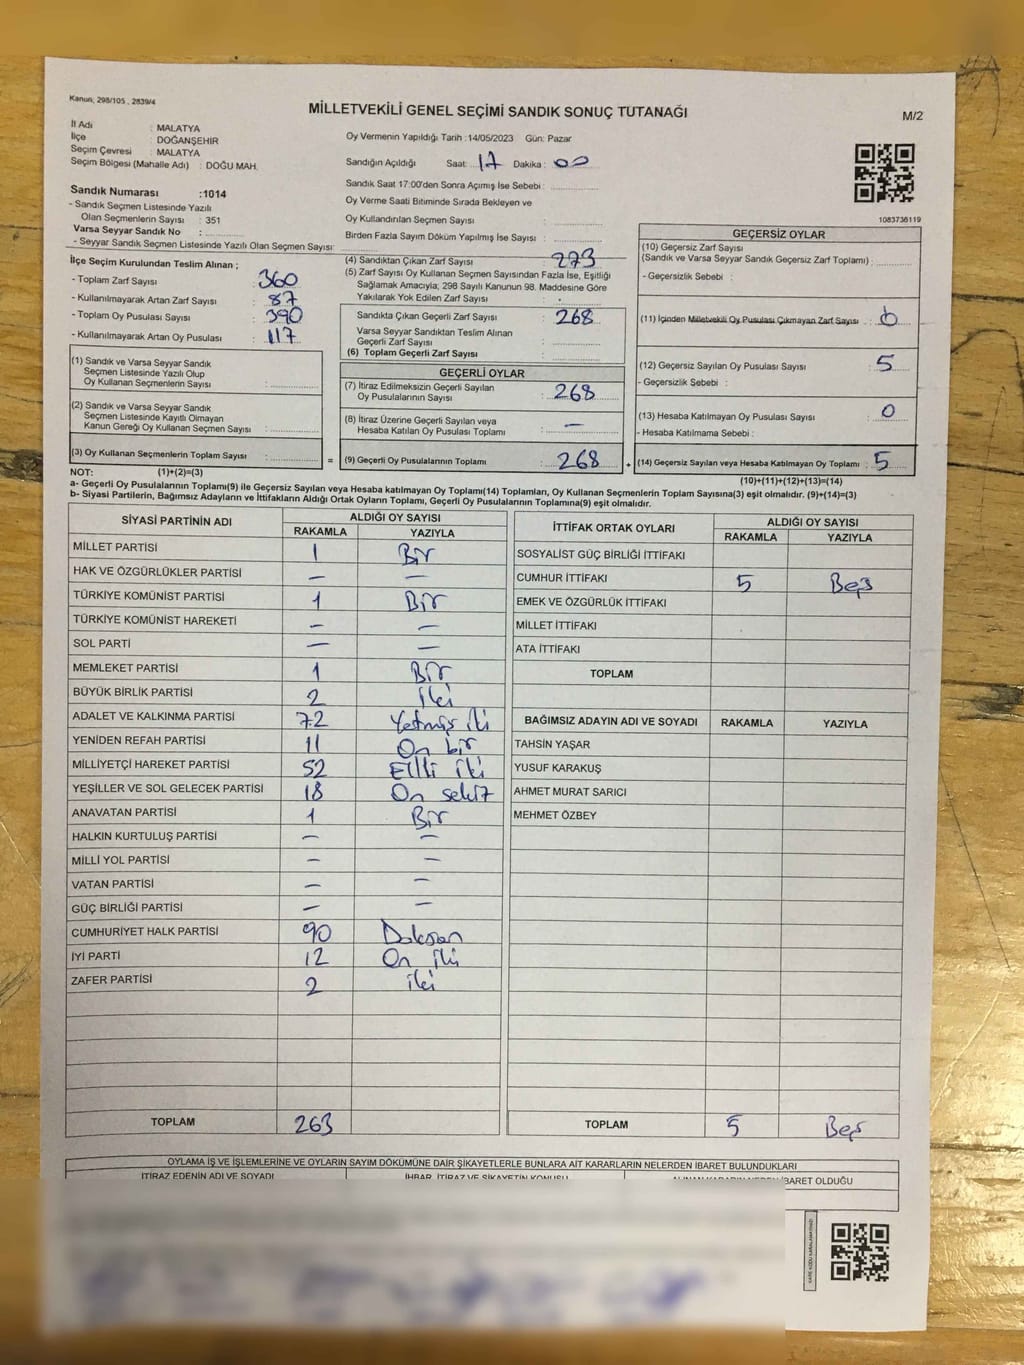 Kanun, 298/105, 2839/4
MİLLETVEKİLİ GENEL SEÇİMİ SANDIK SONUÇ TUTANAĞI
M/2
İl Adı : MALATYA
İlçe : DOĞANŞEHİR
Seçim Çevresi : MALATYA
Seçim Bölgesi (Mahalle Adı) : DOĞU MAH.
Oy Vermenin Yapıldığı Tarih :14/05/2023 Gün: Pazar
Sandığın Açıldığı Saat: 17 Dakika: 00
Sandık Saat 17:00'den Sonra Açımış İse Sebebi :
Oy Verme Saati Bitiminde Sırada Bekleyen ve
Oy Kullandırılan Seçmen Sayısı :
Birden Fazla Sayım Döküm Yapılmış İse Sayısı :
1083736119
Sandık Numarası :1014
- Sandık Seçmen Listesinde Yazılı
Olan Seçmenlerin Sayısı : 351
Varsa Seyyar Sandık No :
- Seyyar Sandık Seçmen Listesinde Yazılı Olan Seçmen Sayısı:
İlçe Seçim Kurulundan Teslim Alınan ;
- Toplam Zarf Sayısı : 360
- Kullanılmayarak Artan Zarf Sayısı : 87
- Toplam Oy Pusulası Sayısı : 390
- Kullanılmayarak Artan Oy Pusulası : 117
(1) Sandık ve Varsa Seyyar Sandık
Seçmen Listesinde Yazılı Olup
Oy Kullanan Seçmenlerin Sayısı :
(2) Sandık ve Varsa Seyyar Sandık
Seçmen Listesinde Kayıtlı Olmayan
Kanun Gereği Oy Kullanan Seçmen Sayısı :
(3) Oy Kullanan Seçmenlerin Toplam Sayısı : =
(4) Sandıktan Çıkan Zarf Sayısı : 273
(5) Zarf Sayısı Oy Kullanan Seçmen Sayısından Fazla İse, Eşitliği
Sağlamak Amacıyla; 298 Sayılı Kanunun 98. Maddesine Göre
Yakılarak Yok Edilen Zarf Sayısı :
Sandıkta Çıkan Geçerli Zarf Sayısı : 268
Varsa Seyyar Sandıktan Teslim Alınan
Geçerli Zarf Sayısı :
(6) Toplam Geçerli Zarf Sayısı :
GEÇERLİ OYLAR
(7) İtiraz Edilmeksizin Geçerli Sayılan
Oy Pusulalarının Sayısı : 268
(8) İtiraz Üzerine Geçerli Sayılan veya
Hesaba Katılan Oy Pusulası Toplamı : —
(9) Geçerli Oy Pusulalarının Toplamı : 268 +
GEÇERSİZ OYLAR
(10) Geçersiz Zarf Sayısı
(Sandık ve Varsa Seyyar Sandık Geçersiz Zarf Toplamı) :
- Geçersizlik Sebebi :
(11) İçinden Milletvekili Oy Pusulası Çıkmayan Zarf Sayısı : 0
(12) Geçersiz Sayılan Oy Pusulası Sayısı : 5
- Geçersizlik Sebebi :
(13) Hesaba Katılmayan Oy Pusulası Sayısı : 0
- Hesaba Katılmama Sebebi :
(14) Geçersiz Sayılan veya Hesaba Katılmayan Oy Toplamı : 5
NOT: (1)+(2)=(3) (10)+(11)+(12)+(13)=(14)
a- Geçerli Oy Pusulalarının Toplamı(9) ile Geçersiz Sayılan veya Hesaba katılmayan Oy Toplamı(14) Toplamları, Oy Kullanan Seçmenlerin Toplam Sayısına(3) eşit olmalıdır. (9)+(14)=(3)
b- Siyasi Partilerin, Bağımsız Adayların ve İttifakların Aldığı Ortak Oyların Toplamı, Geçerli Oy Pusulalarının Toplamına(9) eşit olmalıdır.
SİYASİ PARTİNİN ADI ALDIĞI OY SAYISI
RAKAMLA YAZIYLA
MİLLET PARTİSİ 1 Bir
HAK VE ÖZGÜRLÜKLER PARTİSİ — —
TÜRKİYE KOMÜNİST PARTİSİ 1 Bir
TÜRKİYE KOMÜNİST HAREKETİ — —
SOL PARTİ — —
MEMLEKET PARTİSİ 1 Bir
BÜYÜK BİRLİK PARTİSİ 2 İki
ADALET VE KALKINMA PARTİSİ 72 Yetmiş iki
YENİDEN REFAH PARTİSİ 11 On bir
MİLLİYETÇİ HAREKET PARTİSİ 52 Elli iki
YEŞİLLER VE SOL GELECEK PARTİSİ 18 On sekiz
ANAVATAN PARTİSİ 1 Bir
HALKIN KURTULUŞ PARTİSİ — —
MİLLİ YOL PARTİSİ — —
VATAN PARTİSİ — —
GÜÇ BİRLİĞİ PARTİSİ — —
CUMHURİYET HALK PARTİSİ 90 Doksan
İYİ PARTİ 12 On iki
ZAFER PARTİSİ 2 iki
TOPLAM 263
İTTİFAK ORTAK OYLARI ALDIĞI OY SAYISI
RAKAMLA YAZIYLA
SOSYALİST GÜÇ BİRLİĞİ İTTİFAKI
CUMHUR İTTİFAKI 5 Beş
EMEK VE ÖZGÜRLÜK İTTİFAKI
MİLLET İTTİFAKI
ATA İTTİFAKI
TOPLAM
BAĞIMSIZ ADAYIN ADI VE SOYADI RAKAMLA YAZIYLA
TAHSİN YAŞAR
YUSUF KARAKUŞ
AHMET MURAT SARICI
MEHMET ÖZBEY
TOPLAM 5 Beş
OYLAMA İŞ VE İŞLEMLERİNE VE OYLARIN SAYIM DÖKÜMÜNE DAİR ŞİKAYETLERLE BUNLARA AİT KARARLARIN NELERDEN İBARET BULUNDUKLARI
İTİRAZ EDENİN ADI VE SOYADI İHBAR, İTİRAZ VE ŞİKAYETİN KONUSU